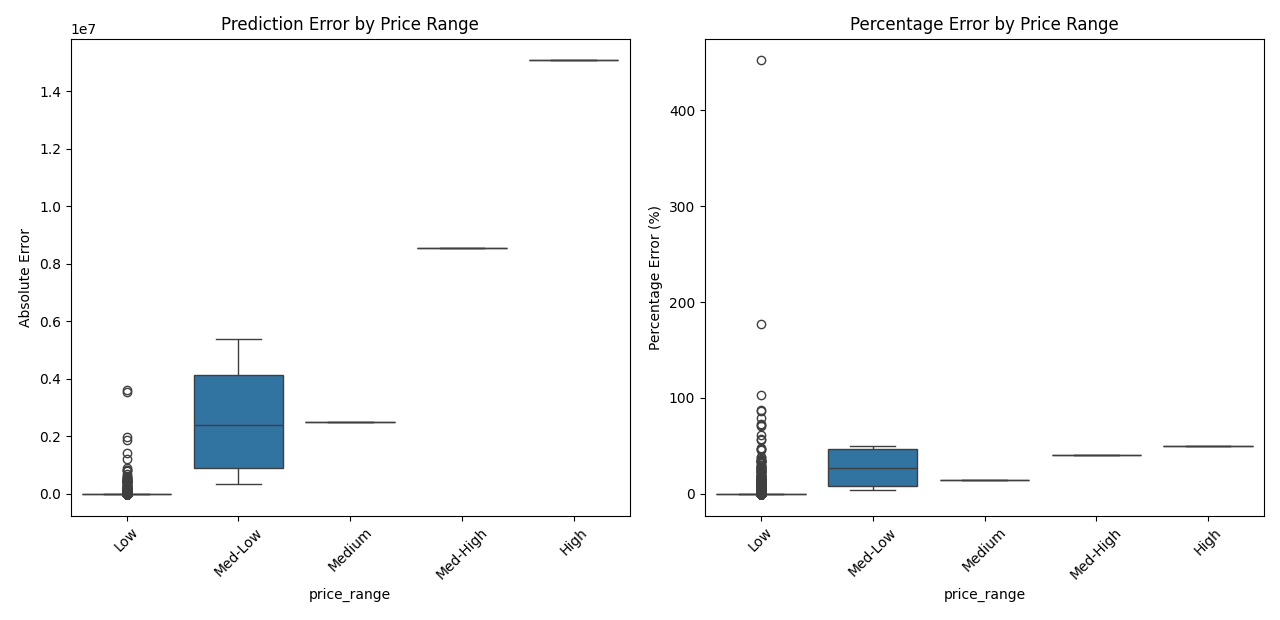 Prediction Error by Price Range
1e7
1.4
1.2
1.0
0.8
0.6
0.4
0.2
0.0
Absolute Error
Low
Med-Low
Medium
Med-High
High
price_range
Percentage Error by Price Range
400
300
200
100
0
Percentage Error (%)
Low
Med-Low
Medium
Med-High
High
price_range